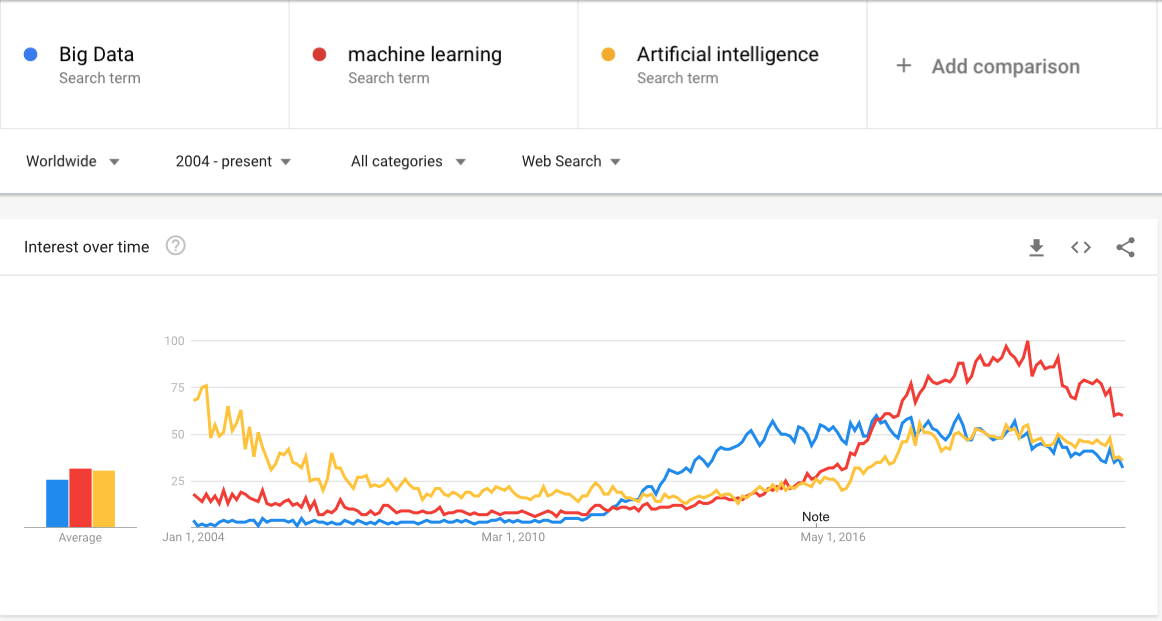 Big Data
Search term
machine learning
Search term
Artificial intelligence
Search term
+ Add comparison
Worldwide
2004 - present
All categories
Web Search
Interest over time ?
100
75
50
25
Average
Note
Jan 1, 2004
Mar 1, 2010
May 1, 2016